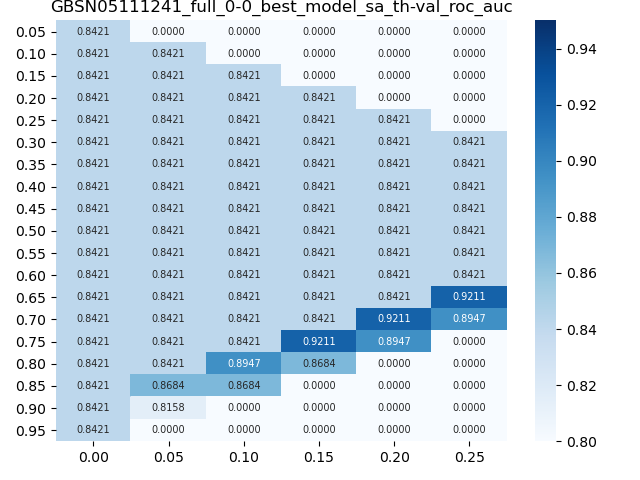 GBSN05111241_full_0-0_best_model_sa_th-val_roc_auc
0.05 0.8421 0.0000 0.0000 0.0000 0.0000 0.0000
0.10 0.8421 0.8421 0.0000 0.0000 0.0000 0.0000
0.15 0.8421 0.8421 0.8421 0.0000 0.0000 0.0000
0.20 0.8421 0.8421 0.8421 0.8421 0.0000 0.0000
0.25 0.8421 0.8421 0.8421 0.8421 0.8421 0.0000
0.30 0.8421 0.8421 0.8421 0.8421 0.8421 0.8421
0.35 0.8421 0.8421 0.8421 0.8421 0.8421 0.8421
0.40 0.8421 0.8421 0.8421 0.8421 0.8421 0.8421
0.45 0.8421 0.8421 0.8421 0.8421 0.8421 0.8421
0.50 0.8421 0.8421 0.8421 0.8421 0.8421 0.8421
0.55 0.8421 0.8421 0.8421 0.8421 0.8421 0.8421
0.60 0.8421 0.8421 0.8421 0.8421 0.8421 0.8421
0.65 0.8421 0.8421 0.8421 0.8421 0.8421 0.9211
0.70 0.8421 0.8421 0.8421 0.8421 0.9211 0.8947
0.75 0.8421 0.8421 0.8421 0.9211 0.8947 0.0000
0.80 0.8421 0.8421 0.8947 0.8684 0.0000 0.0000
0.85 0.8421 0.8684 0.8684 0.0000 0.0000 0.0000
0.90 0.8421 0.8158 0.0000 0.0000 0.0000 0.0000
0.95 0.8421 0.0000 0.0000 0.0000 0.0000 0.0000
0.00 0.05 0.10 0.15 0.20 0.25
0.94
0.92
0.90
0.88
0.86
0.84
0.82
0.80